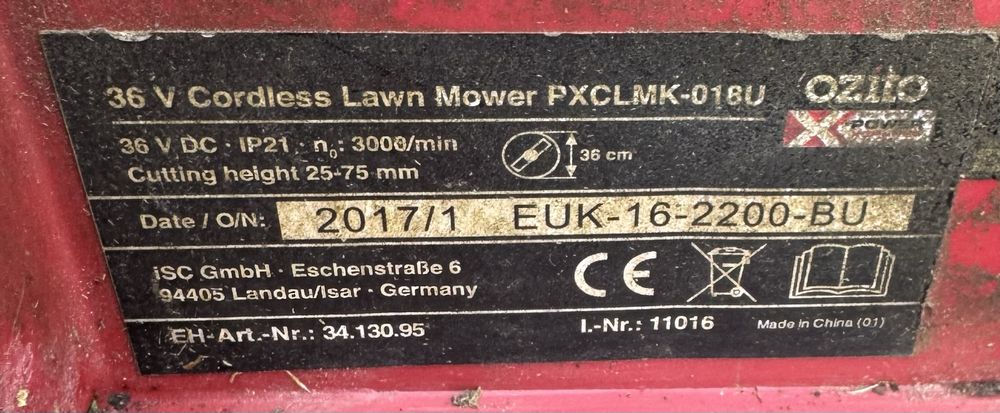 36 V Cordless Lawn Mower PXCLMK-018U
OZITO
X POWER
36 V DC · IP21 · n0: 3000/min
36 cm
Cutting height 25-75 mm
Date / O/N: 2017/1 EUK-16-2200-BU
iSC GmbH · Eschenstraße 6
94405 Landau/Isar · Germany
CE
EH-Art.-Nr.: 34.130.95
I.-Nr.: 11016
Made in China (01)